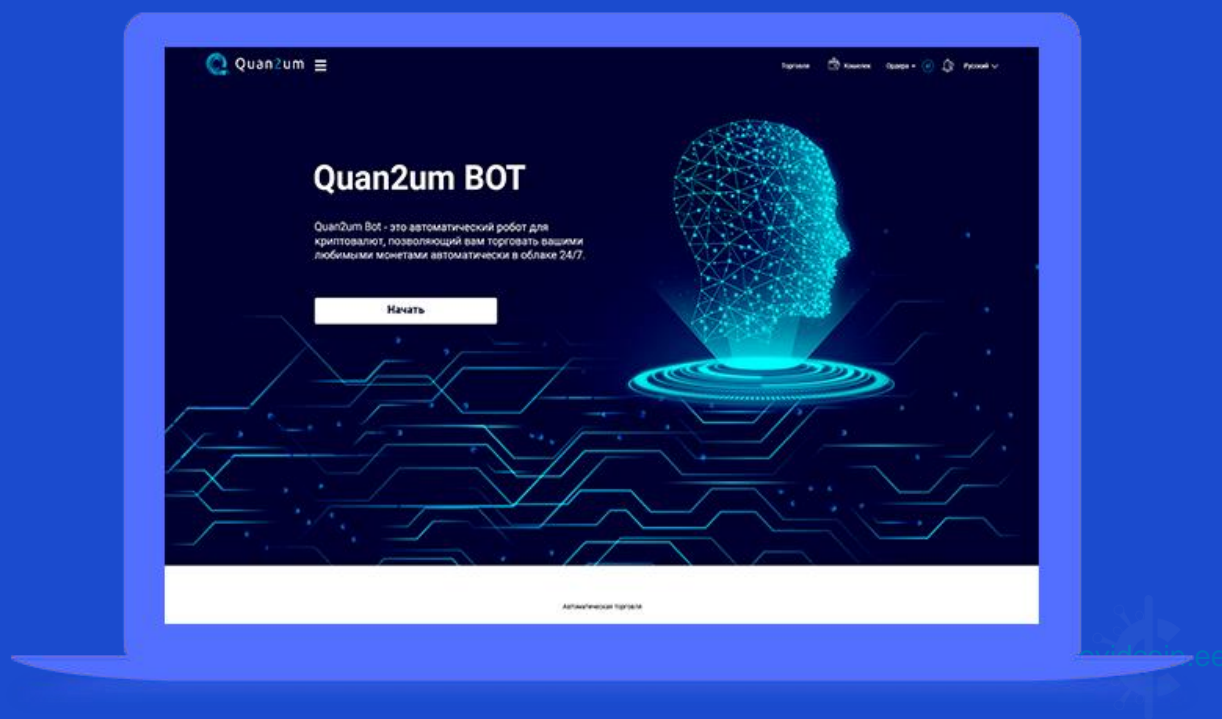 Quan2um
Торговля Кошелек Ордера Русский
Quan2um BOT
Quan2um Bot - это автоматический робот для
криптовалют, позволяющий вам торговать вашими
любимыми монетами автоматически в облаке 24/7.
Начать
Автоматическая торговля